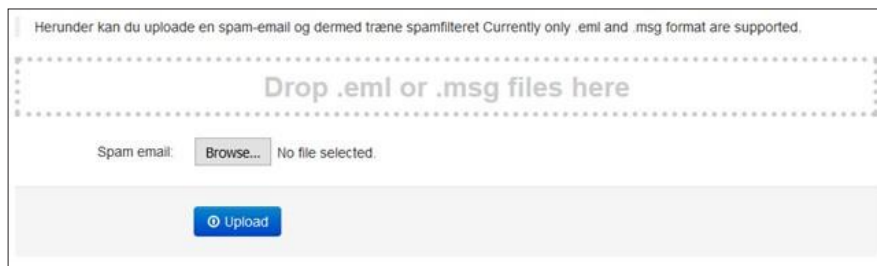 Herunder kan du uploade en spam-email og dermed træne spamfilteret Currently only .eml and .msg format are supported.
Drop .eml or .msg files here
Spam email: Browse... No file selected.
Upload